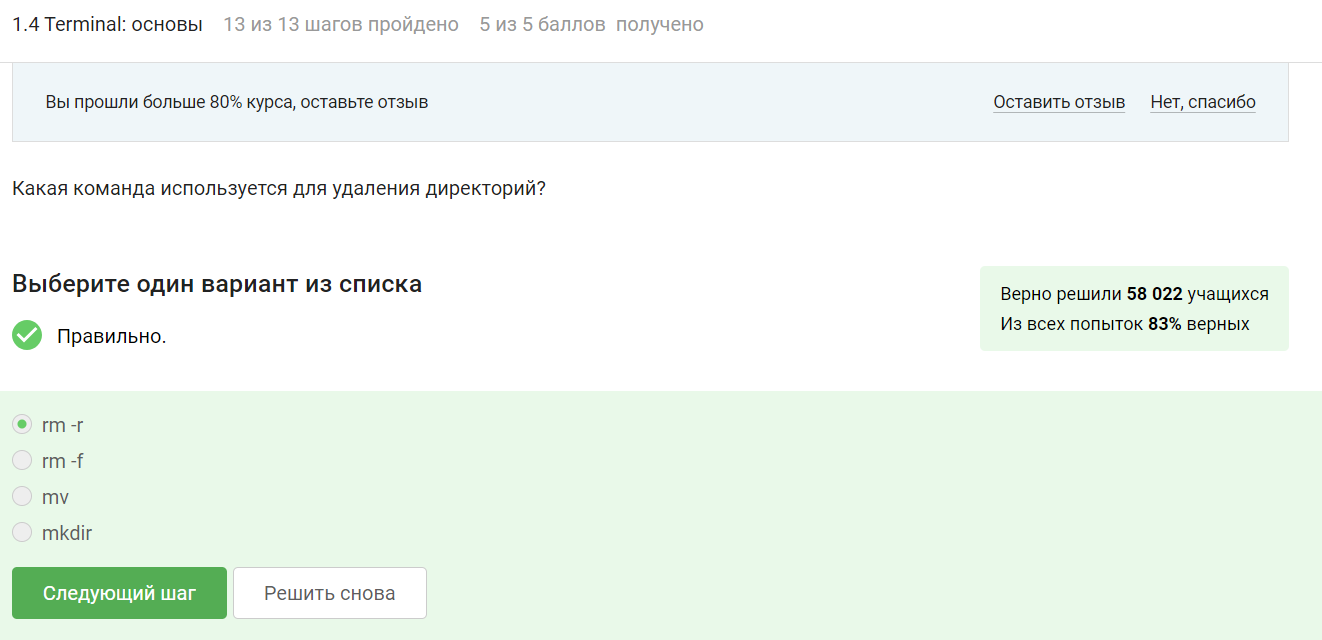 1.4 Terminal: основы 13 из 13 шагов пройдено 5 из 5 баллов получено
Вы прошли больше 80% курса, оставьте отзыв Оставить отзыв Нет, спасибо
Какая команда используется для удаления директорий?
Выберите один вариант из списка
Правильно.
Верно решили 58 022 учащихся
Из всех попыток 83% верных
rm -r
rm -f
mv
mkdir
Следующий шаг Решить снова